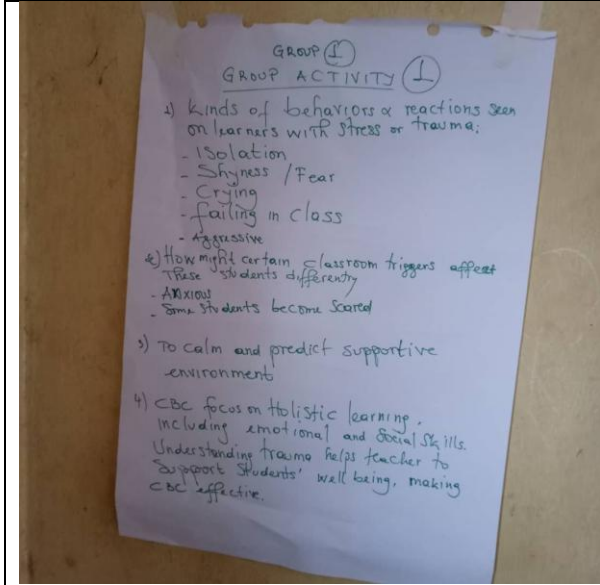 GROUP 1
GROUP ACTIVITY 1
1) Kinds of behaviors & reactions seen
on learners with stress or trauma;
- Isolation
- Shyness / Fear
- Crying
- failing in class
- Aggressive
2) How might certain classroom triggers affect
These students differentry
- Anxious
- Some students become scared
3) To calm and predict supportive
environment
4) CBC focus on Holistic learning,
including emotional and Social Skills.
Understanding trauma helps teacher to
Support Students' well being, making
CBC effective.